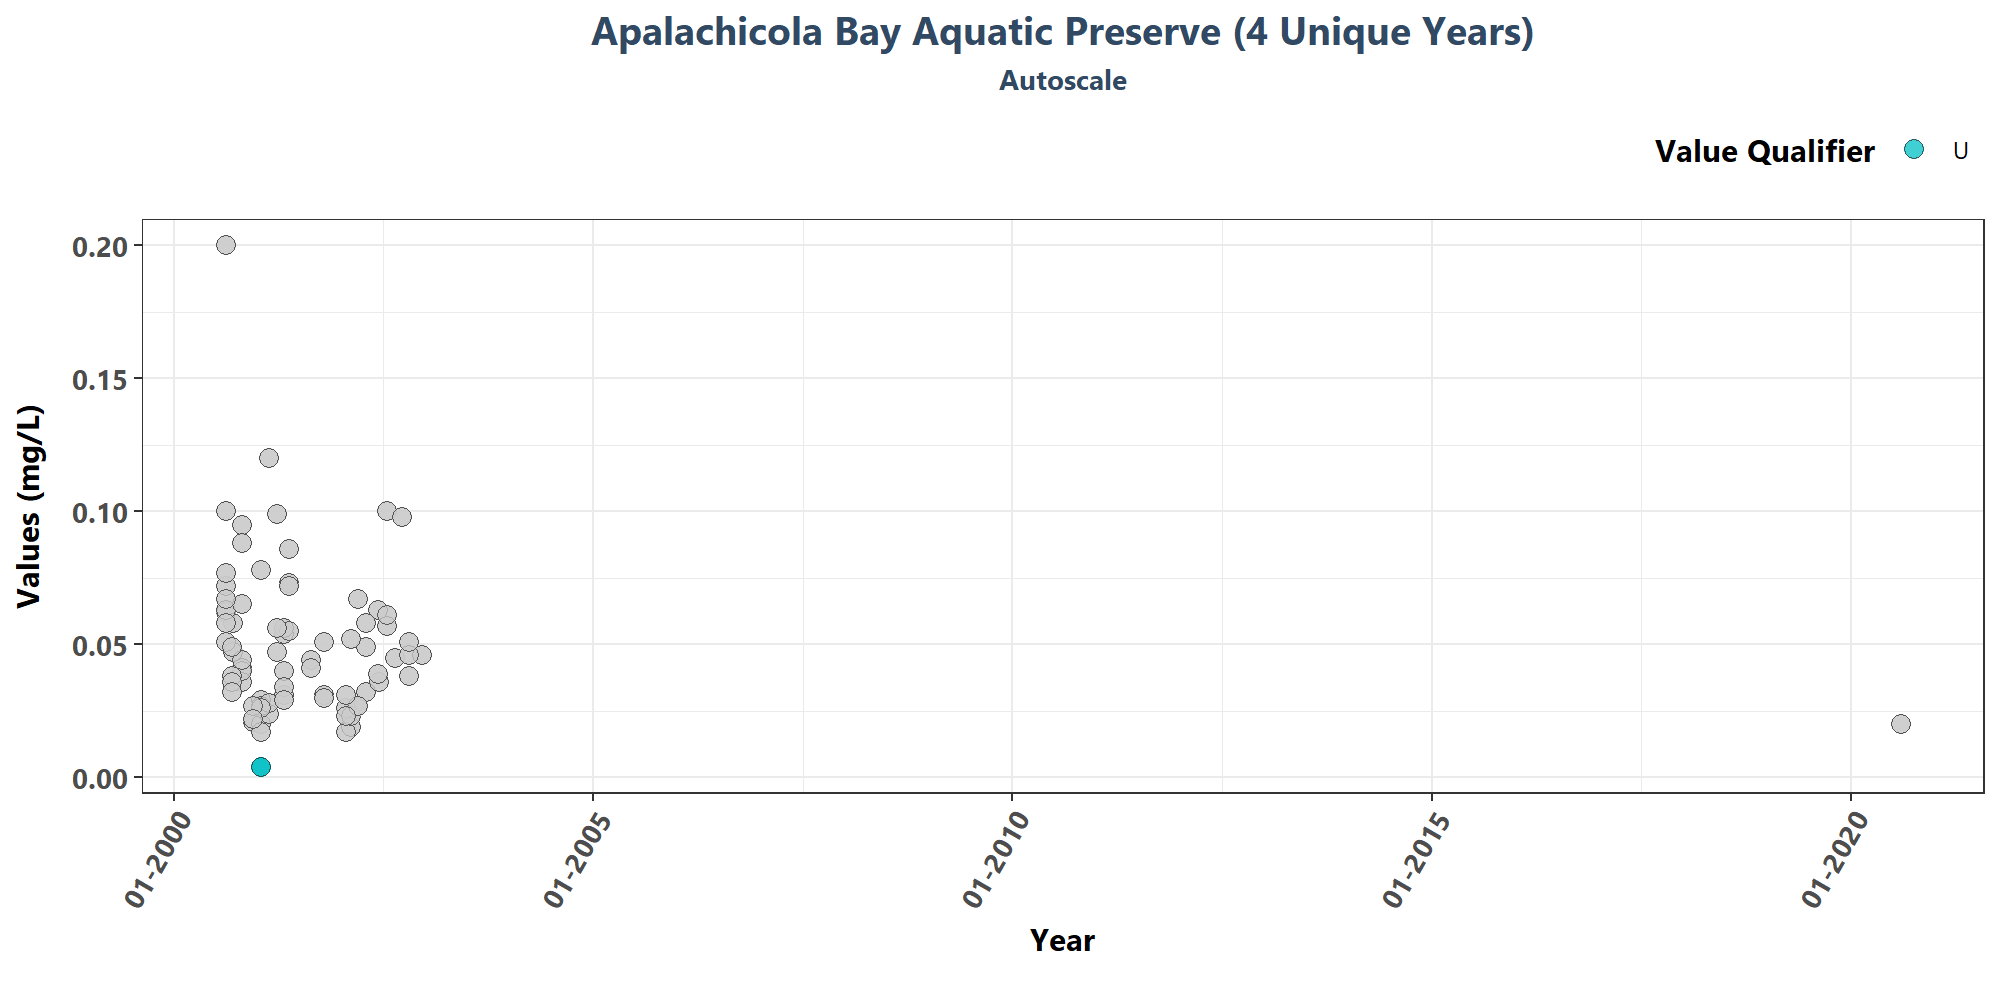 Apalachicola Bay Aquatic Preserve (4 Unique Years)
Autoscale
Value Qualifier U
Values (mg/L)
0.20
0.15
0.10
0.05
0.00
01-2000 01-2005 01-2010 01-2015 01-2020
Year